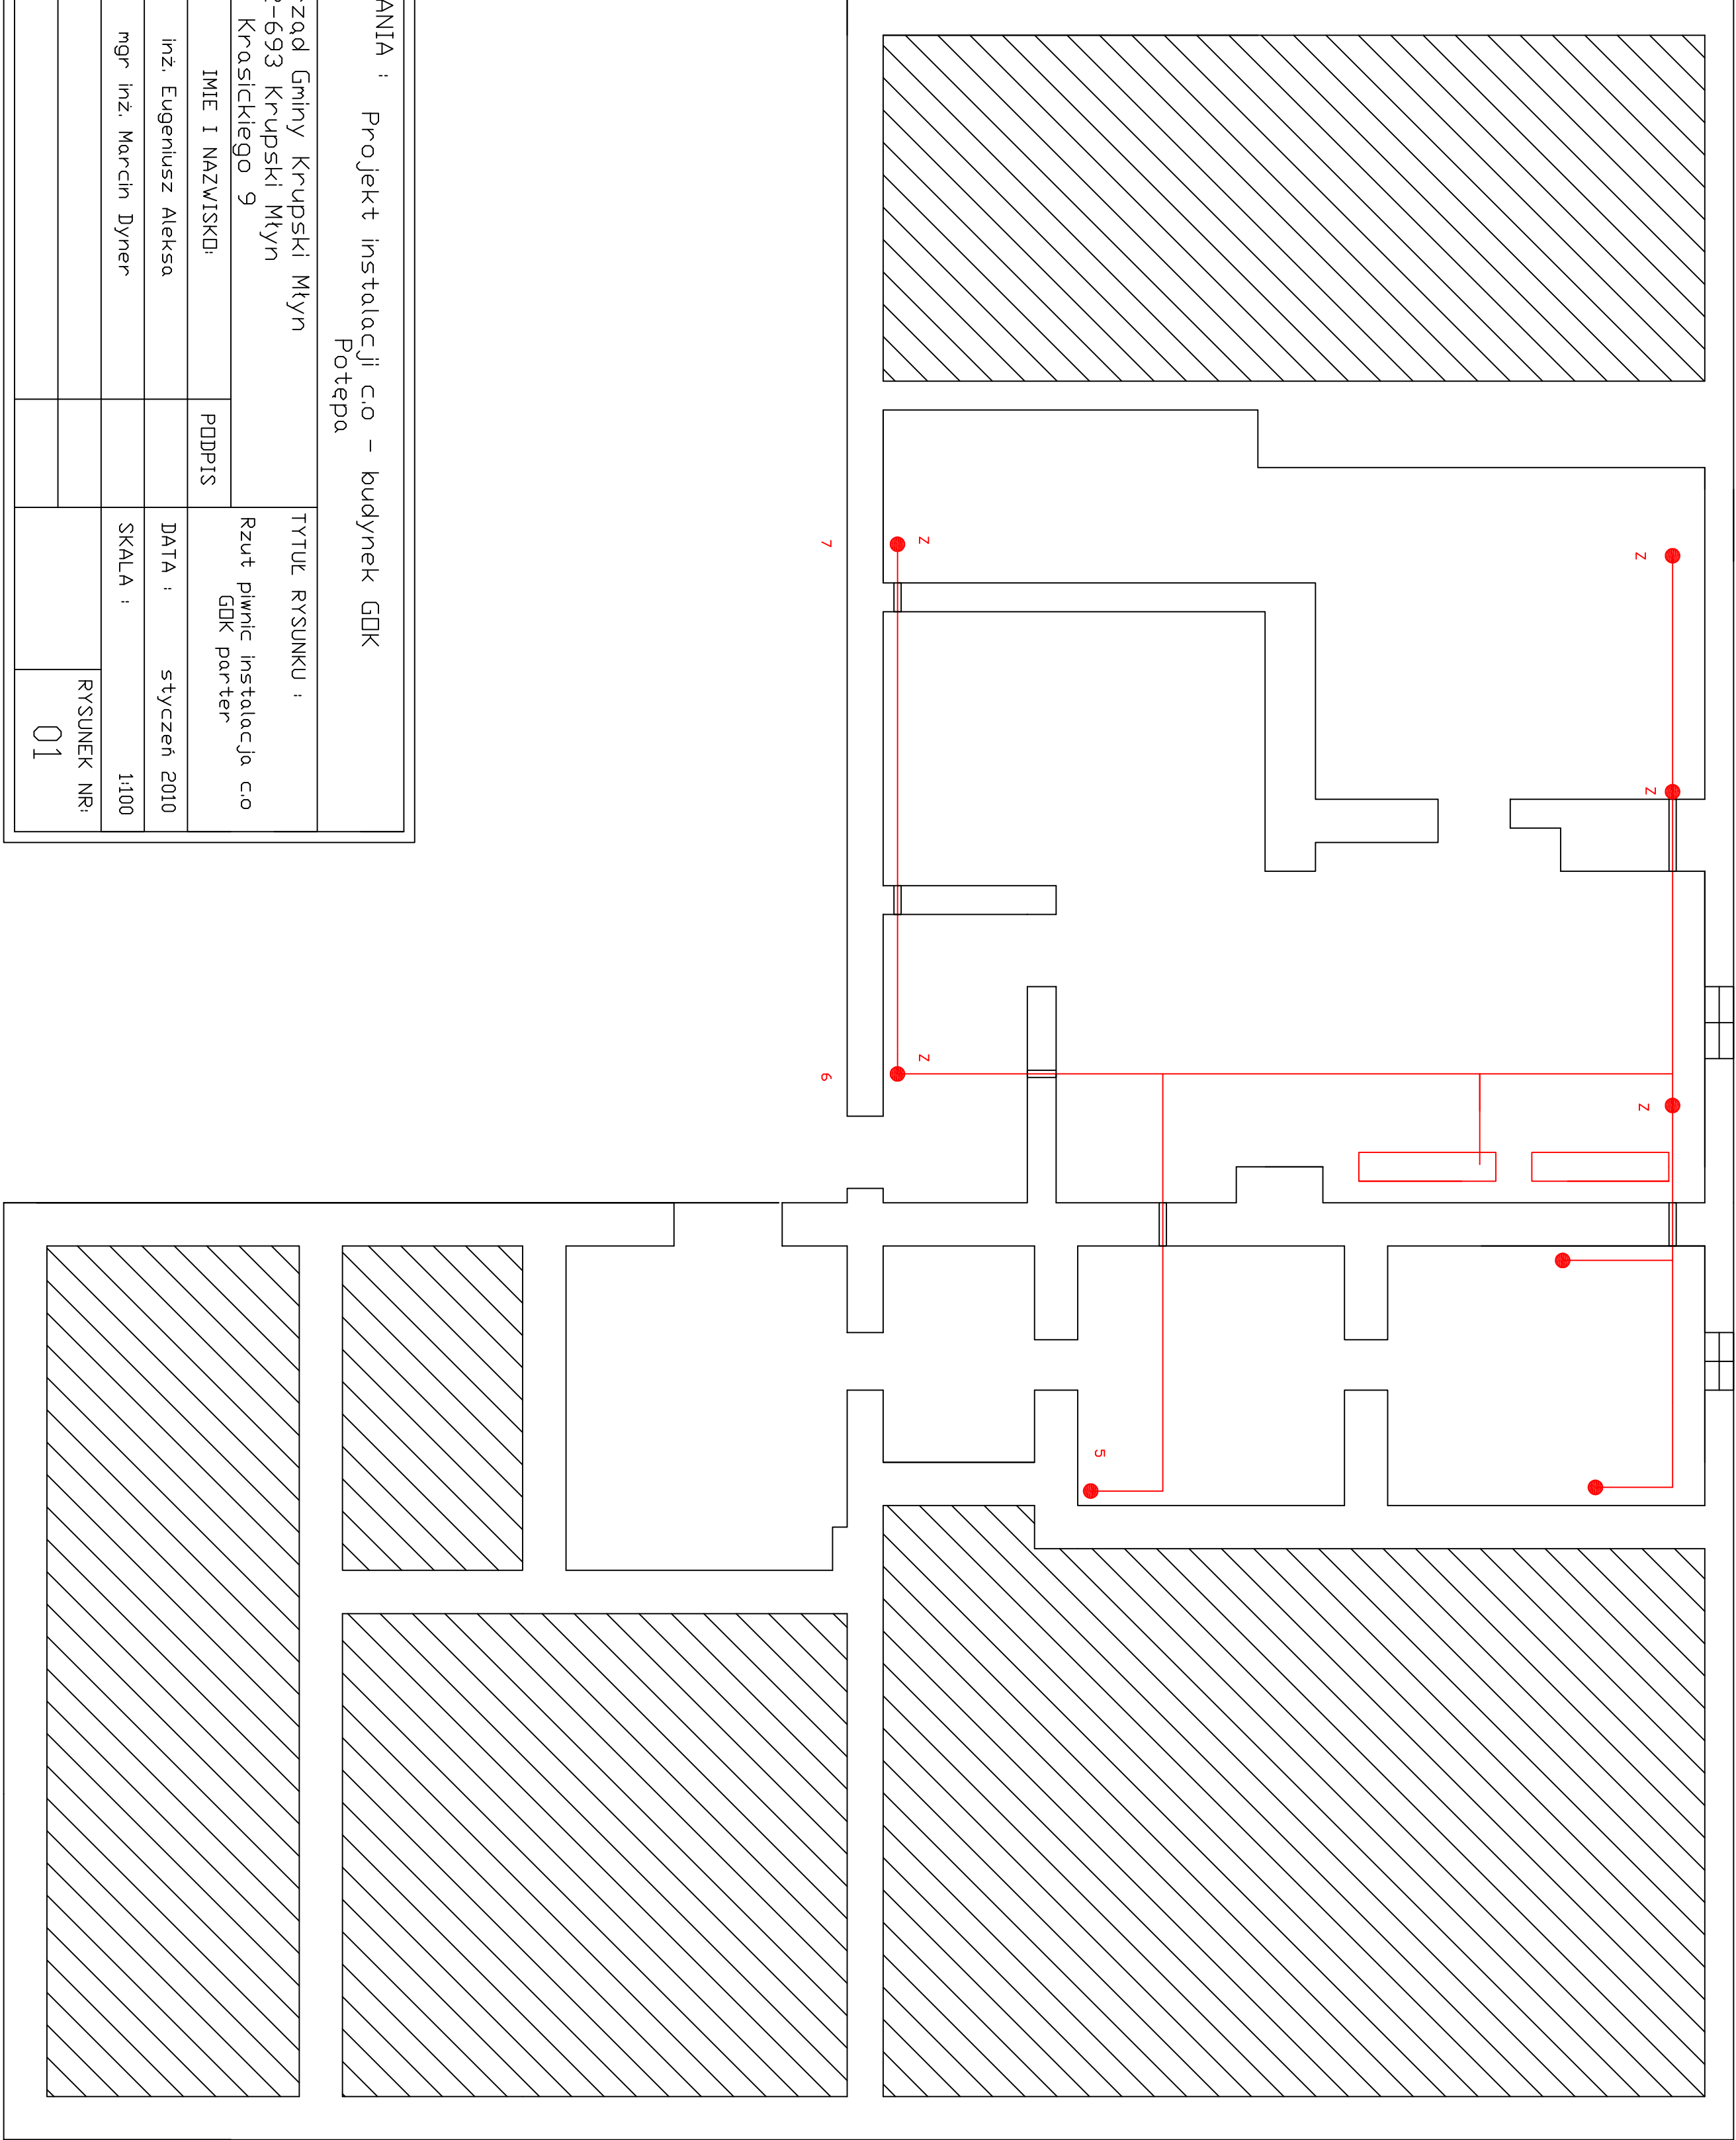 ANIA : Projekt instalacji c.o - budynek GOK
Potępa
rząd Gminy Krupski Młyn
-693 Krupski Młyn
Krasickiego 9
TYTUŁ RYSUNKU :
Rzut piwnic instalacja c.o
GOK parter
IMIE I NAZWISKO:
PODPIS
inż. Eugeniusz Aleksa
DATA : styczeń 2010
mgr inż. Marcin Dyner
SKALA : 1:100
RYSUNEK NR:
01
Z
Z
Z
Z
Z
7
6
5